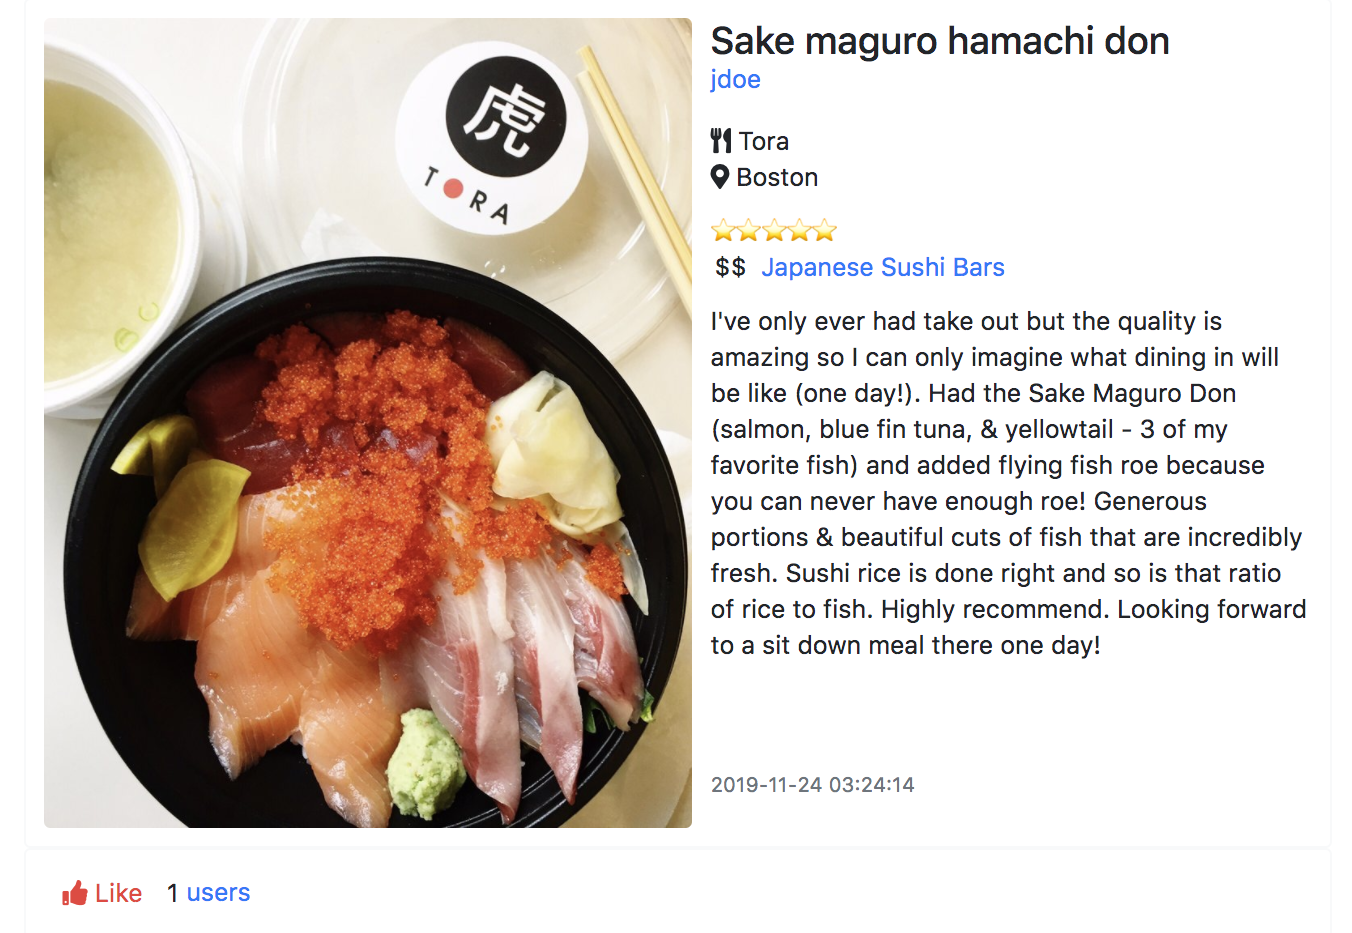 虎
TORA
Sake maguro hamachi don
jdoe
Tora
Boston
$$ Japanese Sushi Bars
I've only ever had take out but the quality is
amazing so I can only imagine what dining in will
be like (one day!). Had the Sake Maguro Don
(salmon, blue fin tuna, & yellowtail - 3 of my
favorite fish) and added flying fish roe because
you can never have enough roe! Generous
portions & beautiful cuts of fish that are incredibly
fresh. Sushi rice is done right and so is that ratio
of rice to fish. Highly recommend. Looking forward
to a sit down meal there one day!
2019-11-24 03:24:14
Like 1 users